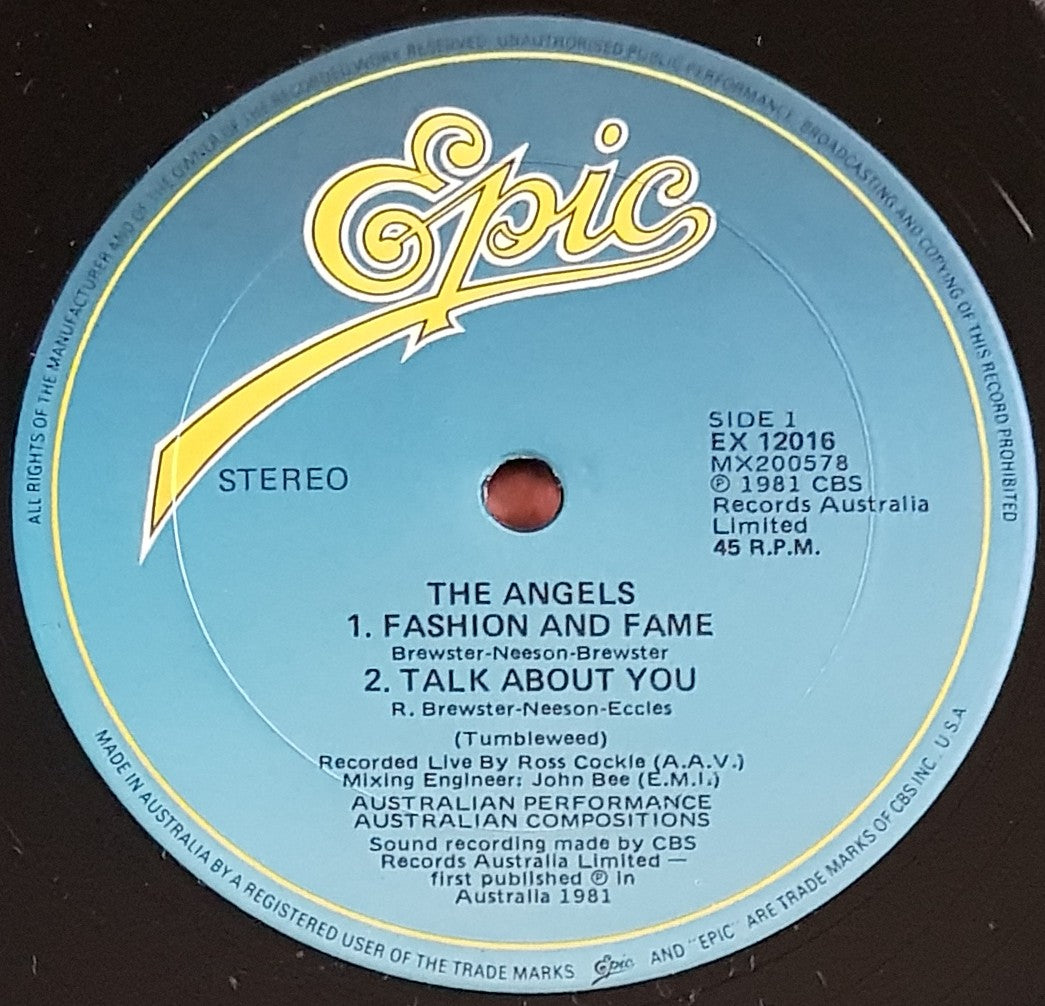 ALL RIGHTS OF THE MANUFACTURER AND OF THE OWNER OF THE RECORDED WORK RESERVED. UNAUTHORISED PUBLIC PERFORMANCE, BROADCASTING AND COPYING OF THIS RECORD PROHIBITED
Epic
STEREO
SIDE 1
EX 12016
MX200578
℗ 1981 CBS
Records Australia
Limited
45 R.P.M.
THE ANGELS
1. FASHION AND FAME
Brewster-Neeson-Brewster
2. TALK ABOUT YOU
R. Brewster-Neeson-Eccles
(Tumbleweed)
Recorded Live By Ross Cockle (A.A.V.)
Mixing Engineer: John Bee (E.M.I.)
AUSTRALIAN PERFORMANCE
AUSTRALIAN COMPOSITIONS
Sound recording made by CBS
Records Australia Limited —
first published ℗ in
Australia 1981
MADE IN AUSTRALIA BY A REGISTERED USER OF THE TRADE MARKS Epic AND "EPIC" ARE TRADE MARKS OF CBS INC. U.S.A